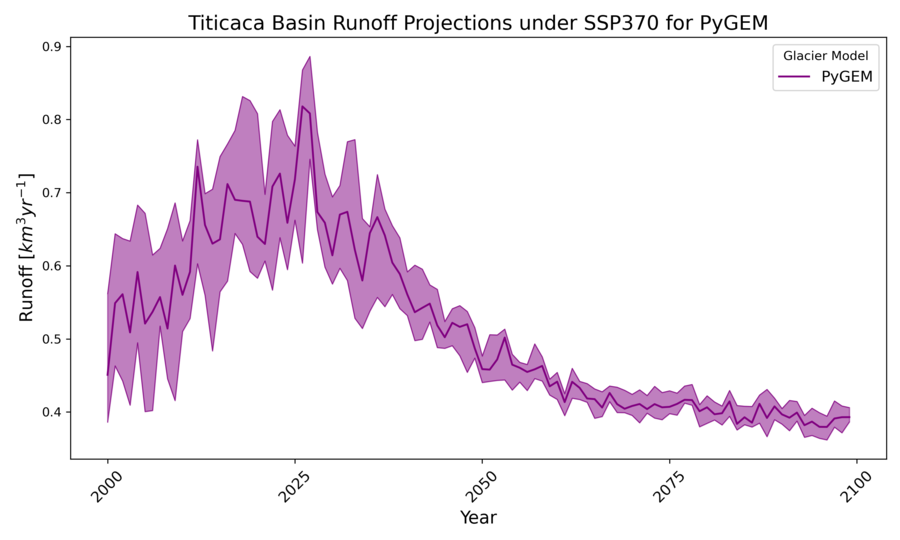 Titicaca Basin Runoff Projections under SSP370 for PyGEM
Glacier Model
PyGEM
Runoff [km³yr⁻¹]
0.9
0.8
0.7
0.6
0.5
0.4
2000
2025
2050
2075
2100
Year